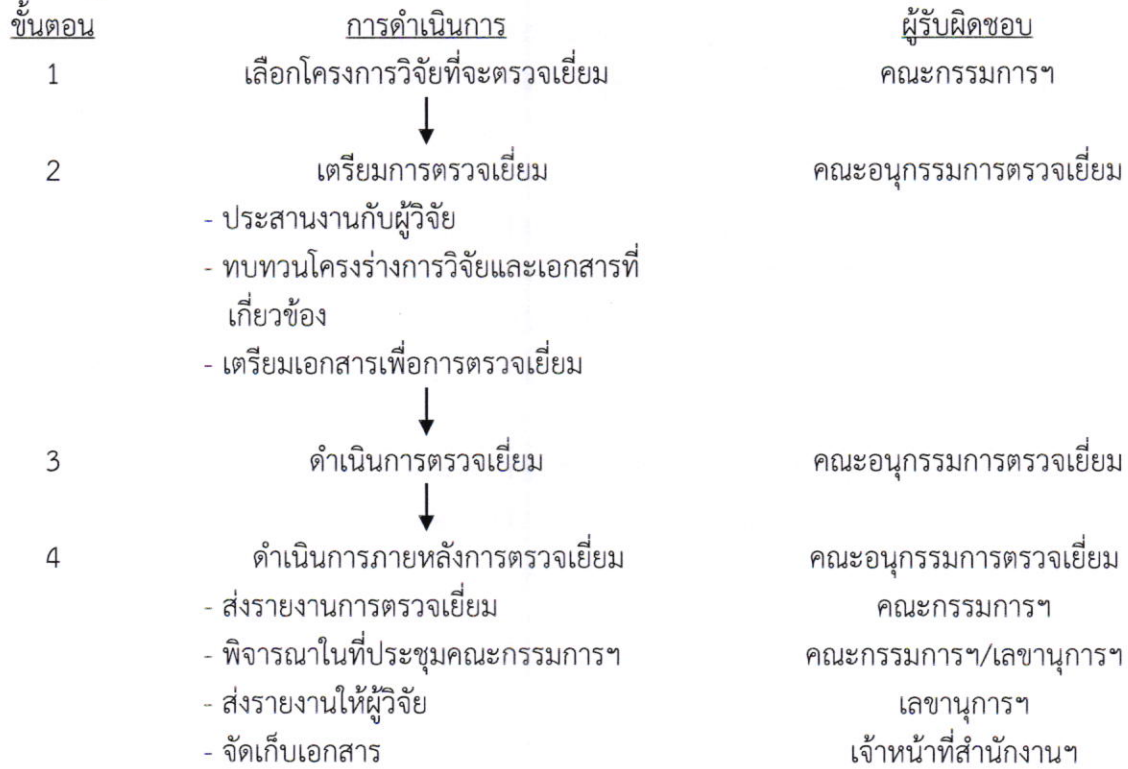 ขั้นตอน การดำเนินการ ผู้รับผิดชอบ
1 เลือกโครงการวิจัยที่จะตรวจเยี่ยม คณะกรรมการฯ
2 เตรียมการตรวจเยี่ยม คณะอนุกรรมการตรวจเยี่ยม
- ประสานงานกับผู้วิจัย
- ทบทวนโครงร่างการวิจัยและเอกสารที่
เกี่ยวข้อง
- เตรียมเอกสารเพื่อการตรวจเยี่ยม
3 ดำเนินการตรวจเยี่ยม คณะอนุกรรมการตรวจเยี่ยม
4 ดำเนินการภายหลังการตรวจเยี่ยม คณะอนุกรรมการตรวจเยี่ยม
- ส่งรายงานการตรวจเยี่ยม คณะกรรมการฯ
- พิจารณาในที่ประชุมคณะกรรมการฯ คณะกรรมการฯ/เลขานุการฯ
- ส่งรายงานให้ผู้วิจัย เลขานุการฯ
- จัดเก็บเอกสาร เจ้าหน้าที่สำนักงานฯ